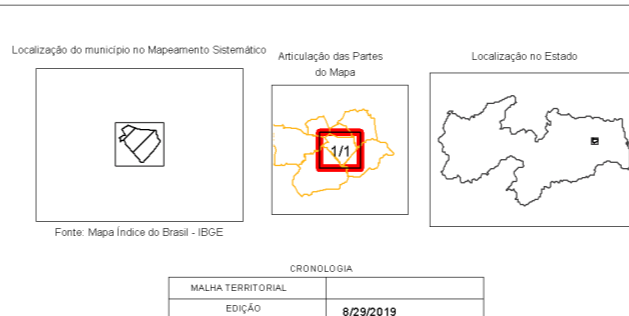 Localização do município no Mapeamento Sistemático
Articulação das Partes
do Mapa
Localização no Estado
1/1
Fonte: Mapa Índice do Brasil - IBGE
CRONOLOGIA
MALHA TERRITORIAL
EDIÇÃO 8/29/2019